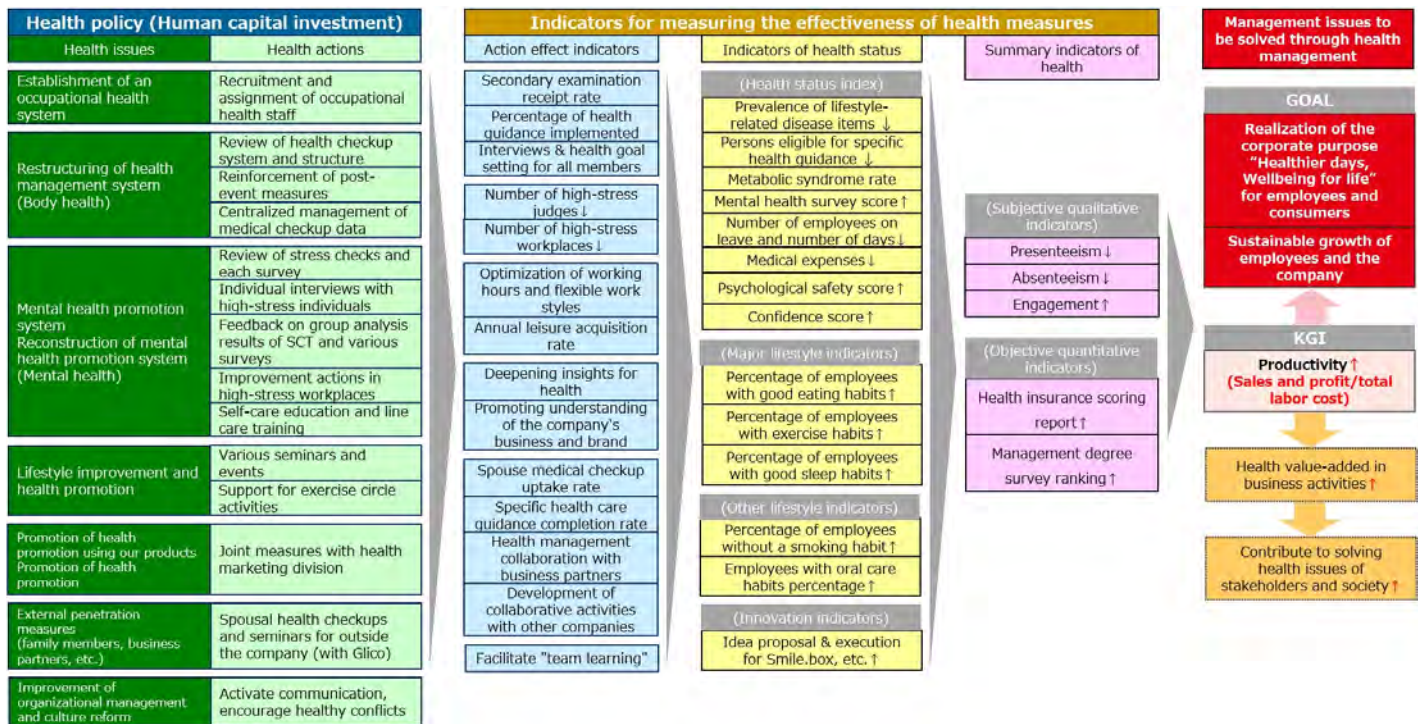 Health policy (Human capital investment)
Health issues
Health actions
Establishment of an
occupational health
system
Recruitment and
assignment of occupational
health staff
Restructuring of health
management system
(Body health)
Review of health checkup
system and structure
Reinforcement of post-
event measures
Centralized management of
medical checkup data
Mental health promotion
system
Reconstruction of mental
health promotion system
(Mental health)
Review of stress checks and
each survey
Individual interviews with
high-stress individuals
Feedback on group analysis
results of SCT and various
surveys
Improvement actions in
high-stress workplaces
Self-care education and line
care training
Lifestyle improvement and
health promotion
Various seminars and
events
Support for exercise circle
activities
Promotion of health
promotion using our products
Promotion of health
promotion
Joint measures with health
marketing division
External penetration
measures
(family members, business
partners, etc.)
Spousal health checkups
and seminars for outside
the company (with Glico)
Improvement of
organizational management
and culture reform
Activate communication,
encourage healthy conflicts
Indicators for measuring the effectiveness of health measures
Action effect indicators
Secondary examination
receipt rate
Percentage of health
guidance implemented
Interviews & health goal
setting for all members
Number of high-stress
judges↓
Number of high-stress
workplaces↓
Optimization of working
hours and flexible work
styles
Annual leisure acquisition
rate
Deepening insights for
health
Promoting understanding
of the company's
business and brand
Spouse medical checkup
uptake rate
Specific health care
guidance completion rate
Health management
collaboration with
business partners
Development of
collaborative activities
with other companies
Facilitate "team learning"
Indicators of health status
(Health status index)
Prevalence of lifestyle-
related disease items ↓
Persons eligible for specific
health guidance ↓
Metabolic syndrome rate
Mental health survey score↑
Number of employees on
leave and number of days↓
Medical expenses↓
Psychological safety score↑
Confidence score↑
(Major lifestyle indicators)
Percentage of employees
with good eating habits↑
Percentage of employees
with exercise habits↑
Percentage of employees
with good sleep habits↑
(Other lifestyle indicators)
Percentage of employees
without a smoking habit↑
Employees with oral care
habits percentage↑
(Innovation indicators)
Idea proposal & execution
for Smile.box, etc.↑
Summary indicators of
health
(Subjective qualitative
indicators)
Presenteeism↓
Absenteeism↓
Engagement↑
(Objective quantitative
indicators)
Health insurance scoring
report↑
Management degree
survey ranking↑
Management issues to
be solved through health
management
GOAL
Realization of the
corporate purpose
"Healthier days,
Wellbeing for life"
for employees and
consumers
Sustainable growth of
employees and the
company
KGI
Productivity↑
(Sales and profit/total
labor cost)
Health value-added in
business activities↑
Contribute to solving
health issues of
stakeholders and society↑